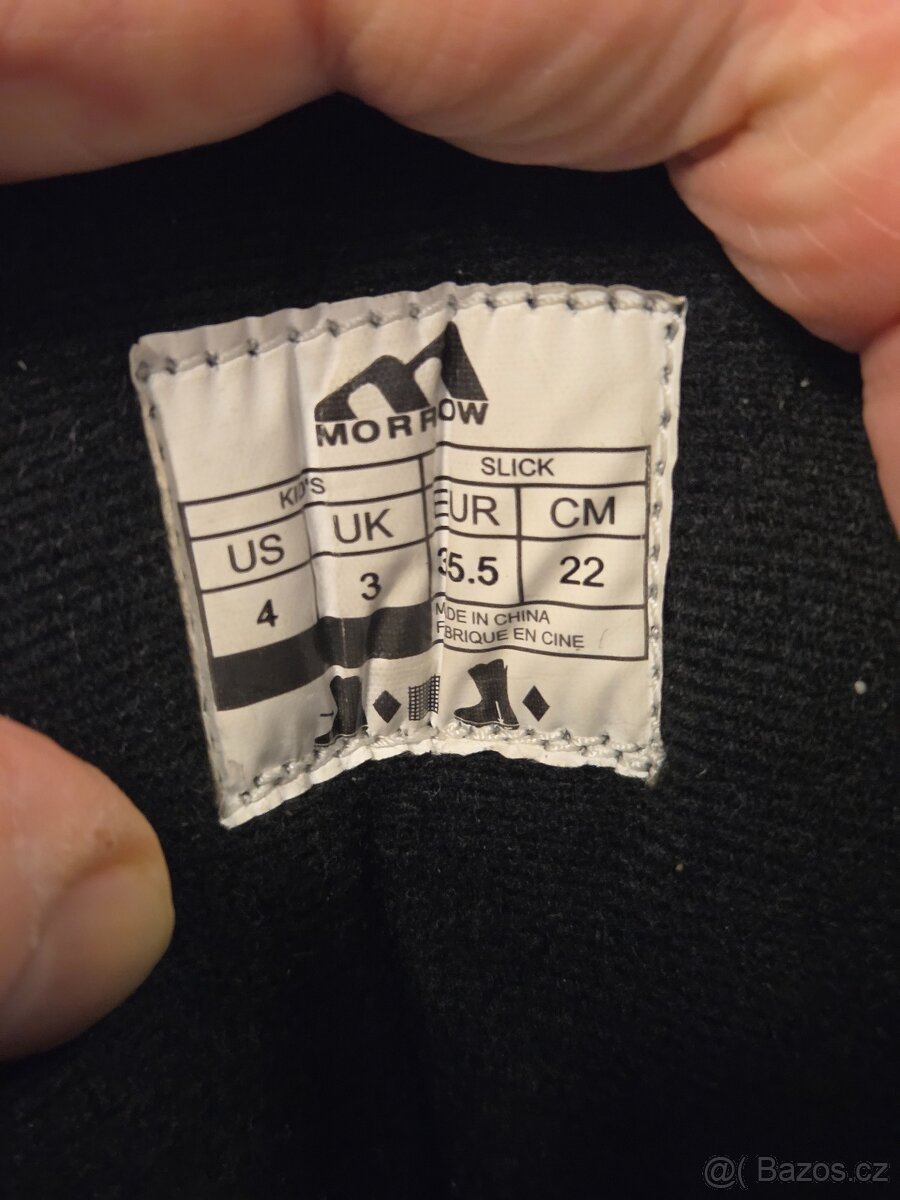 MORROW
KID'S SLICK
US UK EUR CM
4 3 35.5 22
MADE IN CHINA
FABRIQUE EN CINE
@( Bazos.cz